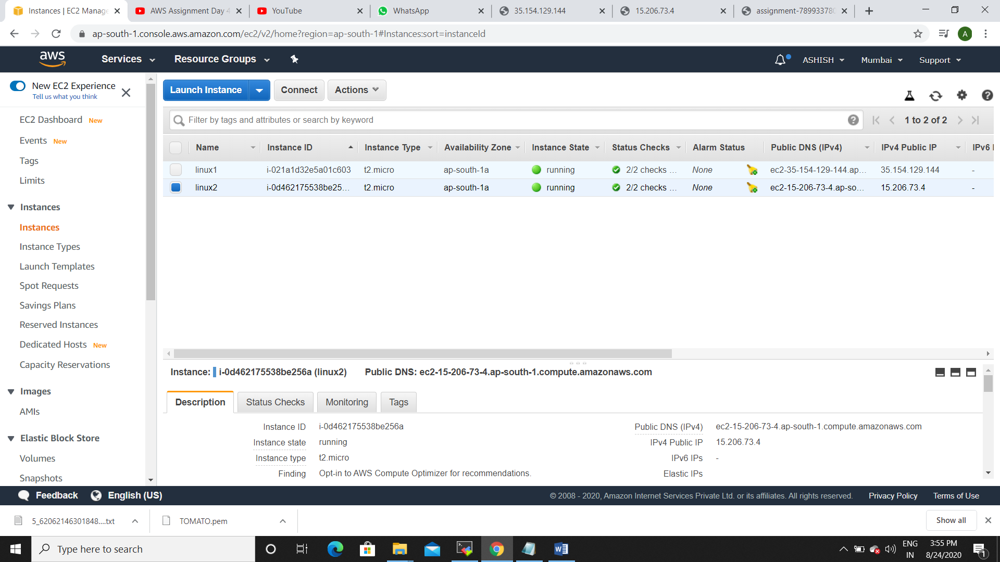 Instances | EC2 Manage
AWS Assignment Day 4
YouTube
WhatsApp
35.154.129.144
15.206.73.4
assignment-789933780
ap-south-1.console.aws.amazon.com/ec2/v2/home?region=ap-south-1#Instances:sort=instanceId
A
aws
Services
Resource Groups
ASHISH
Mumbai
Support
New EC2 Experience
Tell us what you think
EC2 Dashboard New
Events New
Tags
Limits
Instances
Instances
Instance Types
Launch Templates
Spot Requests
Savings Plans
Reserved Instances
Dedicated Hosts New
Capacity Reservations
Images
AMIs
Elastic Block Store
Volumes
Snapshots
Launch Instance
Connect
Actions
Filter by tags and attributes or search by keyword
1 to 2 of 2
Name Instance ID Instance Type Availability Zone Instance State Status Checks Alarm Status Public DNS (IPv4) IPv4 Public IP IPv6 I
linux1 i-021a1d32e5a01c603 t2.micro ap-south-1a running 2/2 checks ... None ec2-35-154-129-144.ap... 35.154.129.144 -
linux2 i-0d462175538be25... t2.micro ap-south-1a running 2/2 checks ... None ec2-15-206-73-4.ap-so... 15.206.73.4 -
Instance: i-0d462175538be256a (linux2) Public DNS: ec2-15-206-73-4.ap-south-1.compute.amazonaws.com
Description
Status Checks
Monitoring
Tags
Instance ID i-0d462175538be256a
Instance state running
Instance type t2.micro
Finding Opt-in to AWS Compute Optimizer for recommendations.
Public DNS (IPv4) ec2-15-206-73-4.ap-south-1.compute.amazonaws.com
IPv4 Public IP 15.206.73.4
IPv6 IPs -
Elastic IPs
Feedback
English (US)
© 2008 - 2020, Amazon Internet Services Private Ltd. or its affiliates. All rights reserved.
Privacy Policy
Terms of Use
5_62062146301848....txt
TOMATO.pem
Show all
Type here to search
ENG
IN
3:55 PM
8/24/2020
1